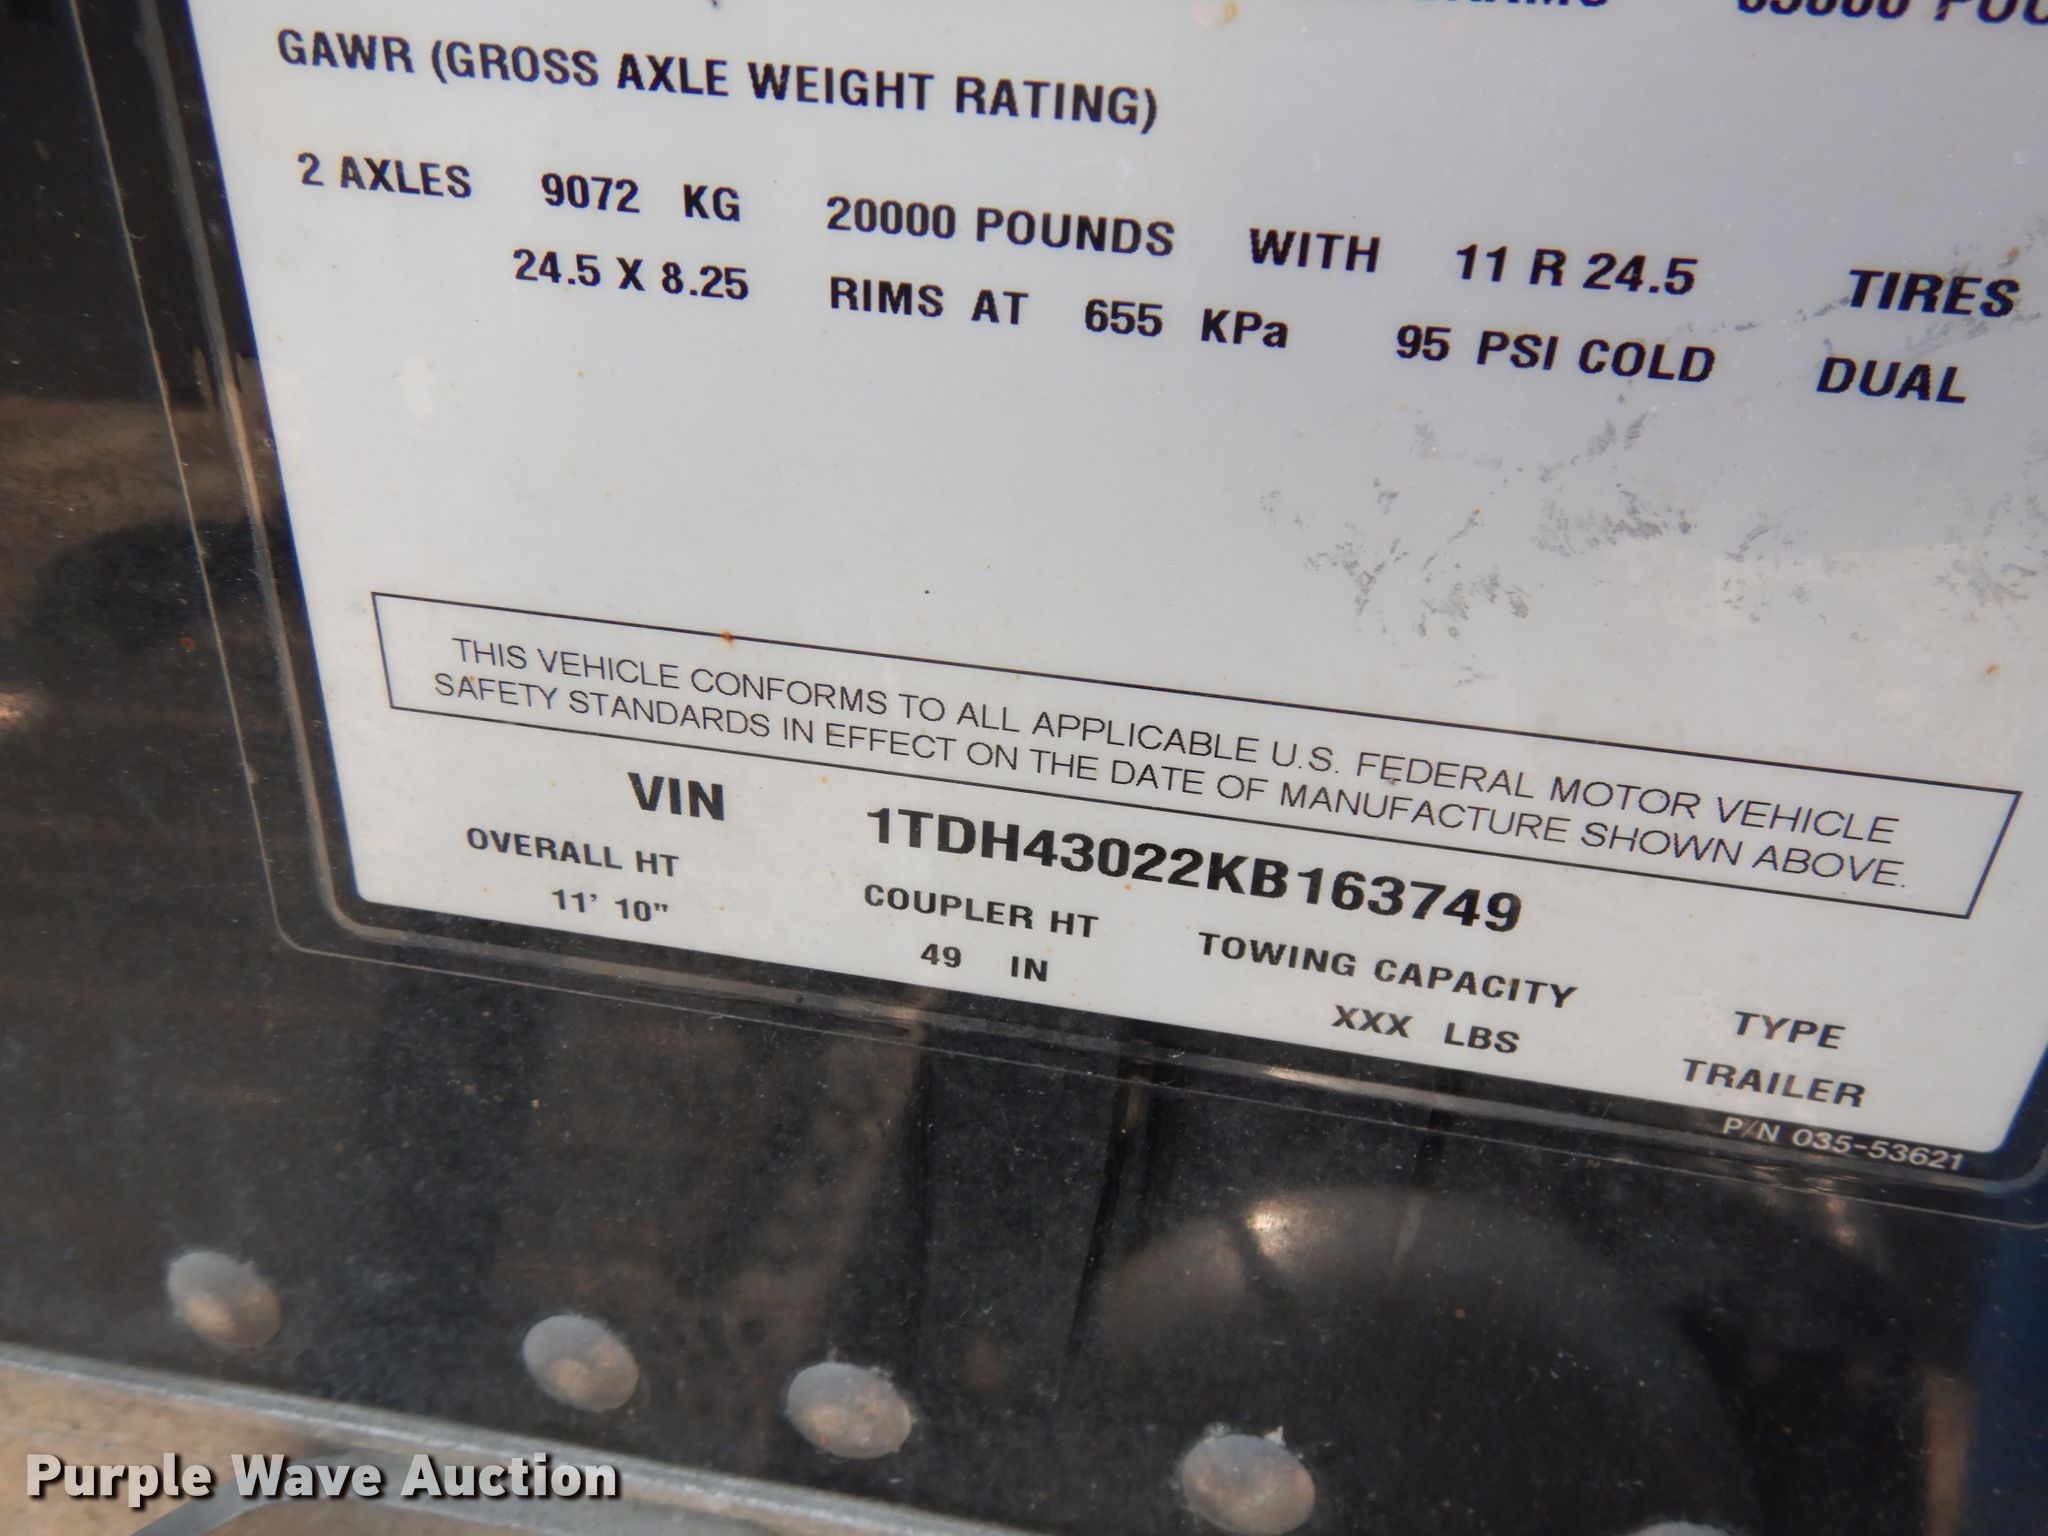 GAWR (GROSS AXLE WEIGHT RATING)
2 AXLES 9072 KG 20000 POUNDS WITH 11 R 24.5 TIRES
24.5 X 8.25 RIMS AT 655 KPa 95 PSI COLD DUAL
THIS VEHICLE CONFORMS TO ALL APPLICABLE U.S. FEDERAL MOTOR VEHICLE
SAFETY STANDARDS IN EFFECT ON THE DATE OF MANUFACTURE SHOWN ABOVE.
VIN 1TDH43022KB163749
OVERALL HT COUPLER HT TOWING CAPACITY TYPE
11' 10" 49 IN XXX LBS TRAILER
P/N 035-53621
Purple Wave Auction